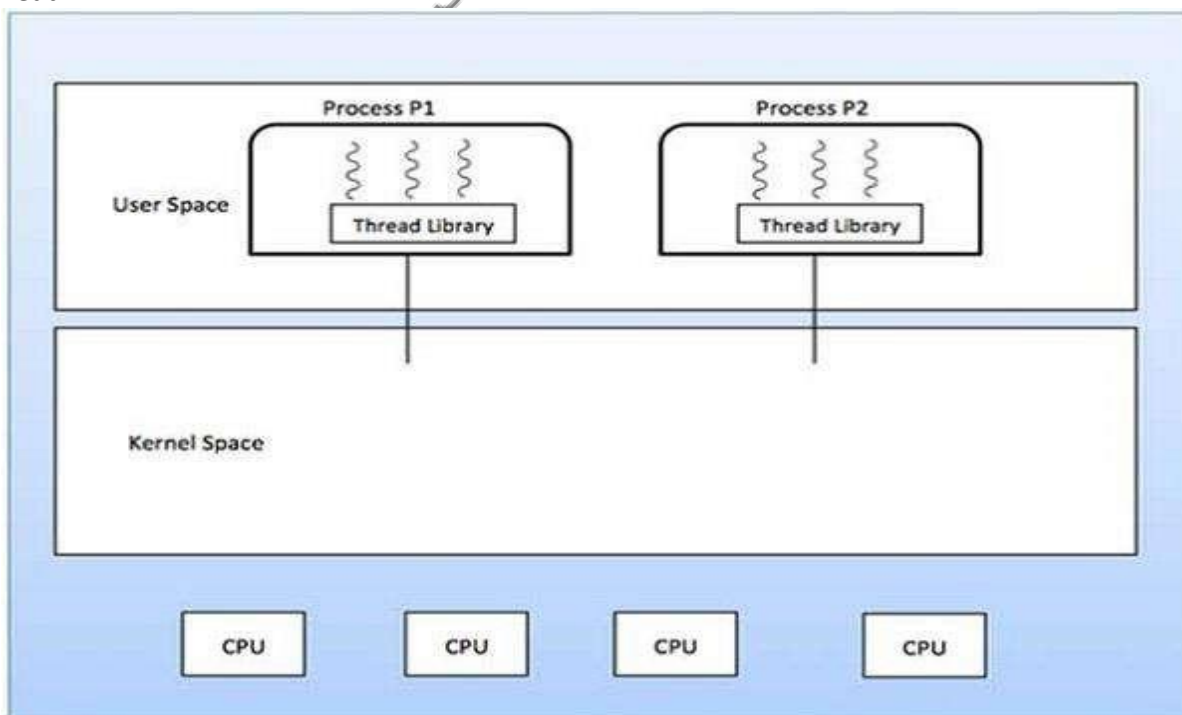 Process P1
Process P2
User Space
Thread Library
Thread Library
Kernel Space
CPU
CPU
CPU
CPU